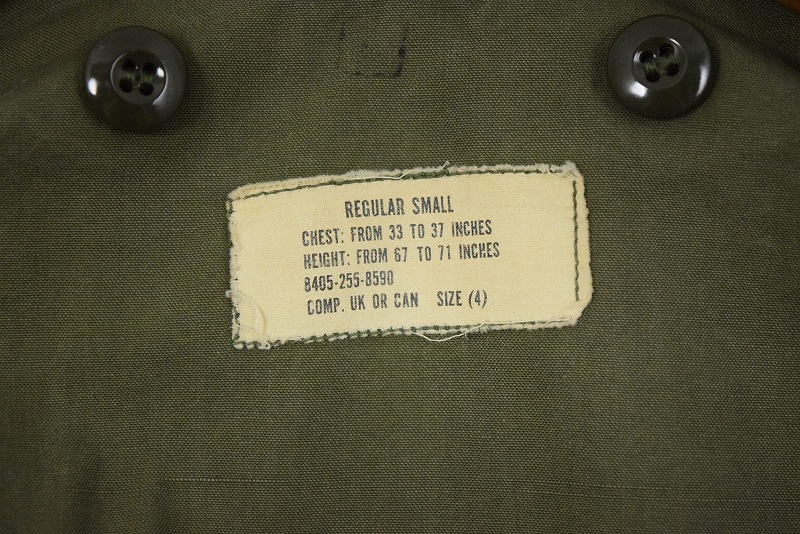 REGULAR SMALL
CHEST: FROM 33 TO 37 INCHES
HEIGHT: FROM 67 TO 71 INCHES
8405-255-8590
COMP. UK OR CAN SIZE (4)